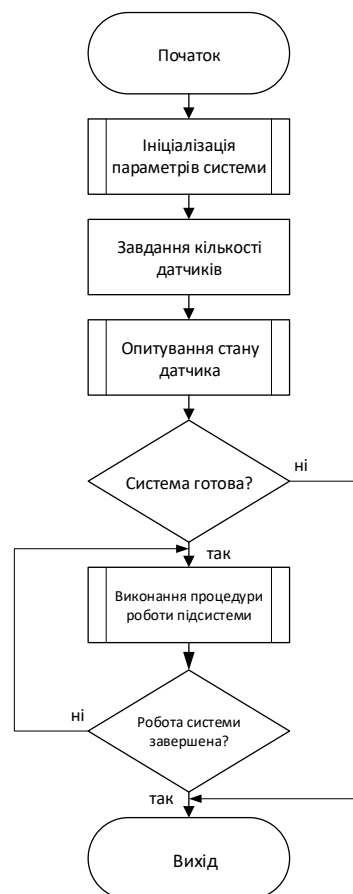 Початок
Ініціалізація
параметрів системи
Завдання кількості
датчиків
Опитування стану
датчика
ні
Система готова?
так
Виконання процедури
роботи підсистеми
ні
Робота системи
завершена?
так
Вихід